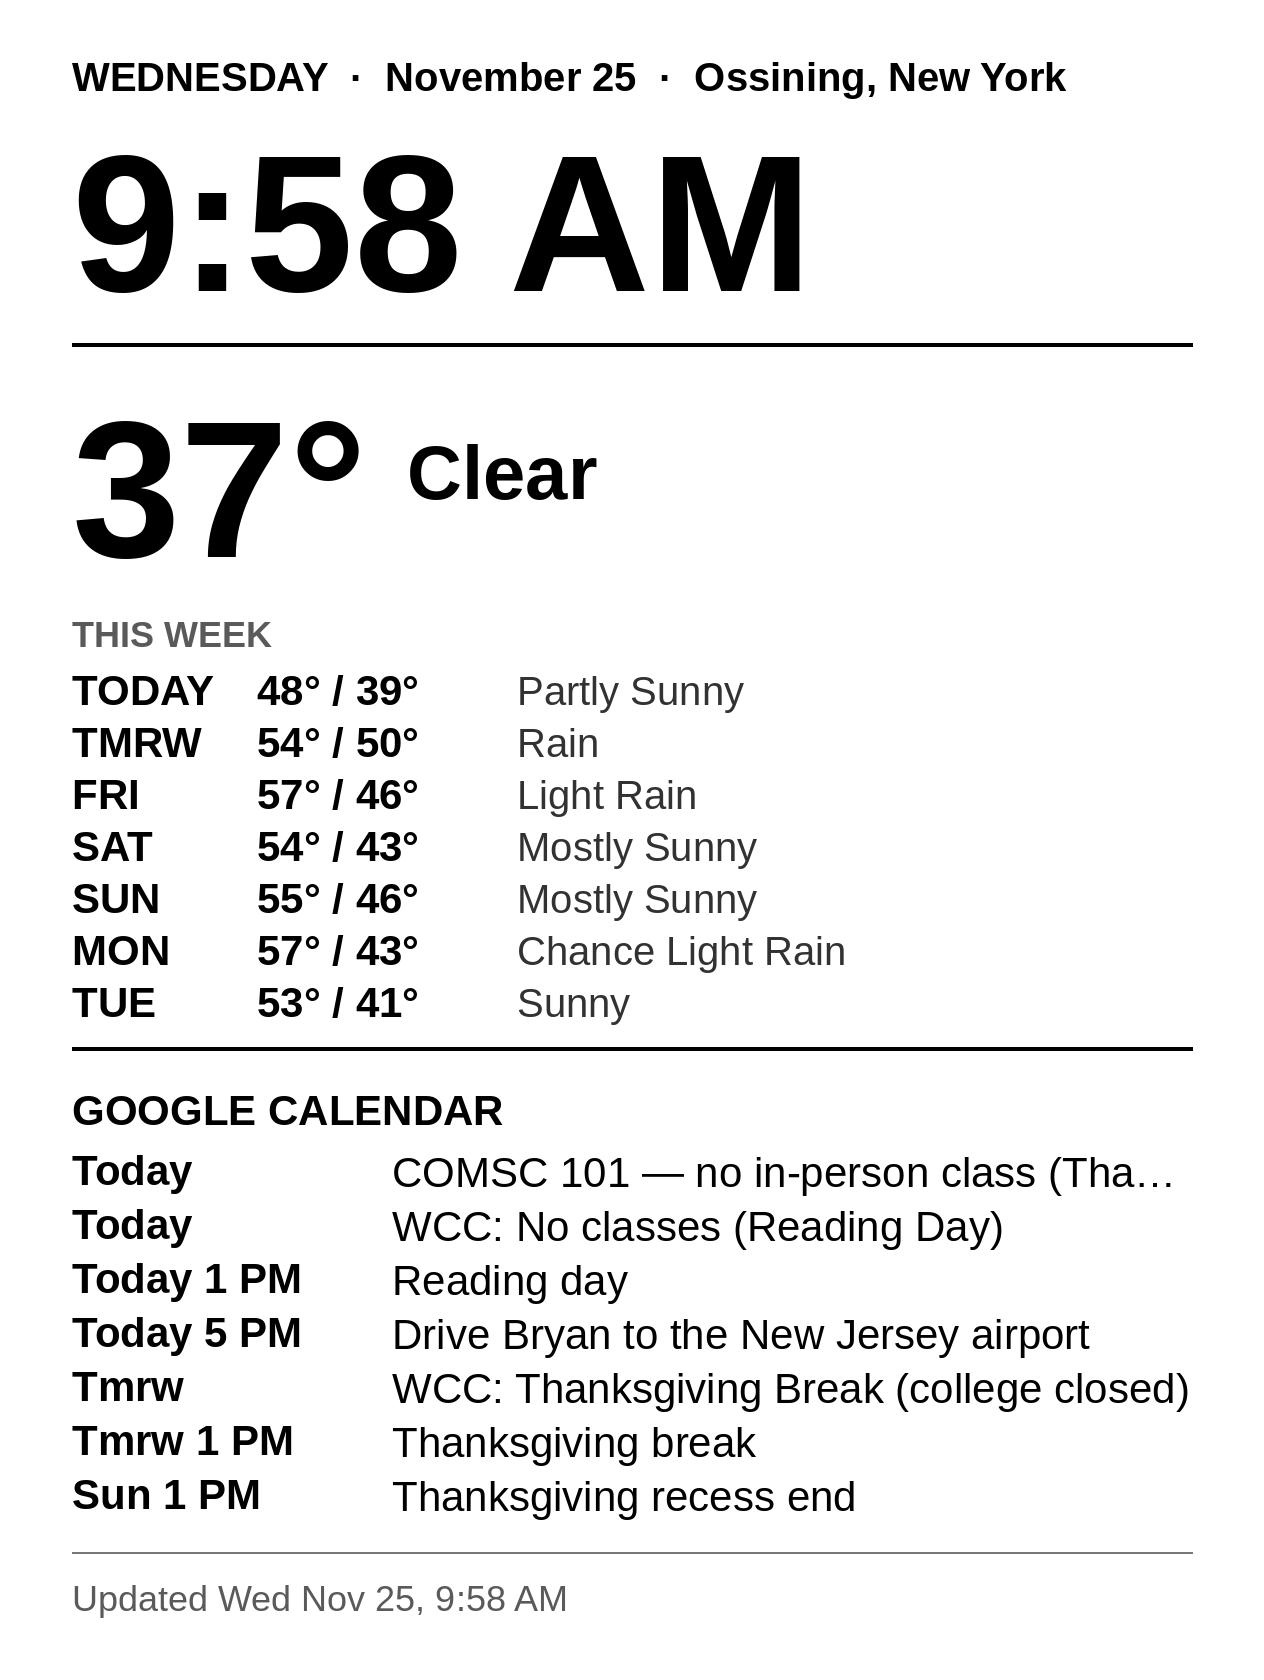 WEDNESDAY · November 25 · Ossining, New York
9:58 AM
37° Clear
THIS WEEK
TODAY 48° / 39° Partly Sunny
TMRW 54° / 50° Rain
FRI 57° / 46° Light Rain
SAT 54° / 43° Mostly Sunny
SUN 55° / 46° Mostly Sunny
MON 57° / 43° Chance Light Rain
TUE 53° / 41° Sunny
GOOGLE CALENDAR
Today COMSC 101 — no in-person class (Tha…
Today WCC: No classes (Reading Day)
Today 1 PM Reading day
Today 5 PM Drive Bryan to the New Jersey airport
Tmrw WCC: Thanksgiving Break (college closed)
Tmrw 1 PM Thanksgiving break
Sun 1 PM Thanksgiving recess end
Updated Wed Nov 25, 9:58 AM